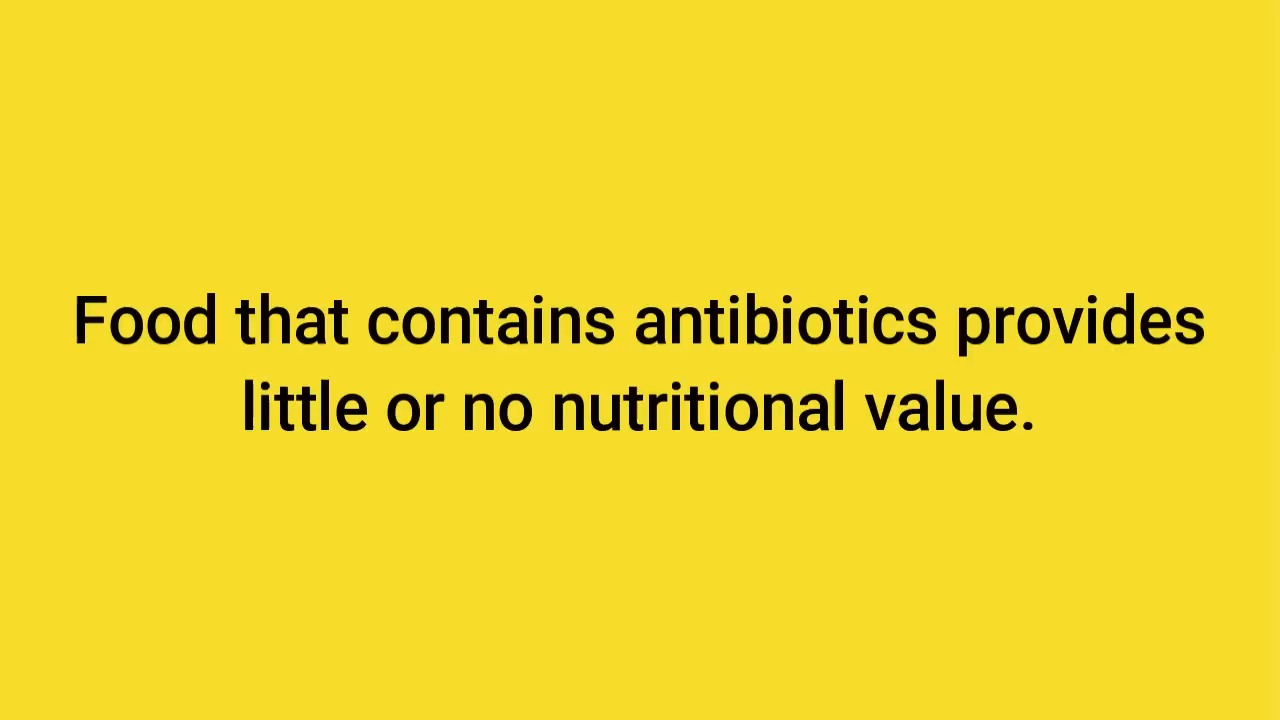 Food that contains antibiotics provides
little or no nutritional value.